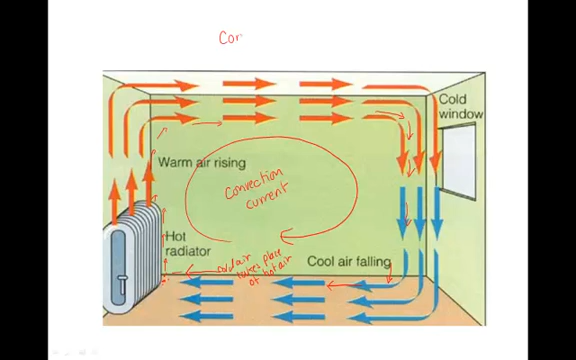 Cor
Cold
window
Warm air rising
Convection
current
Hot
radiator
Cool air falling
cold air
takes place
of hot air